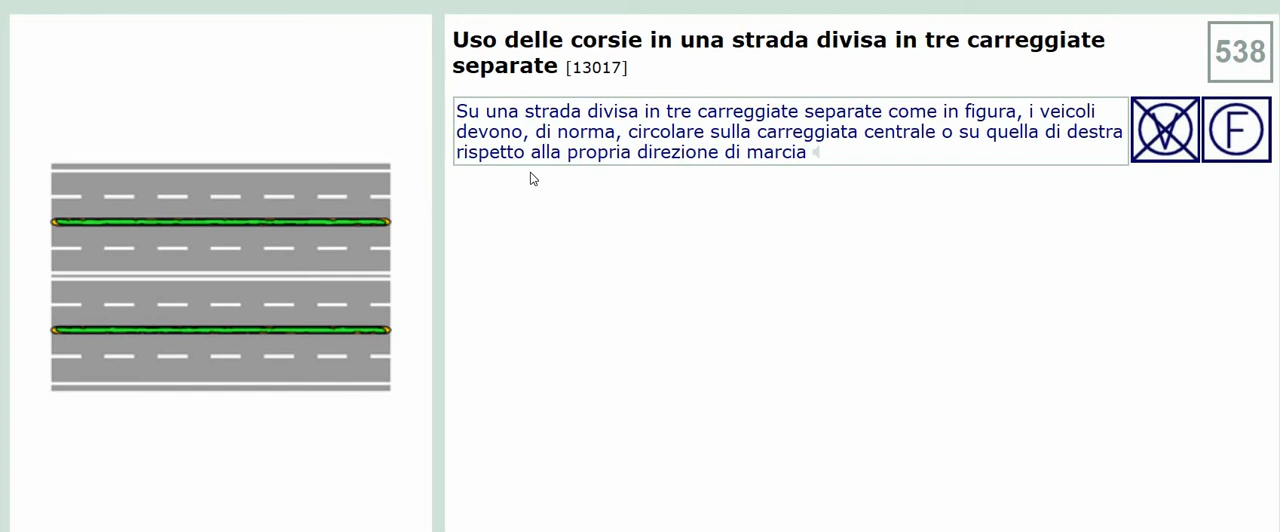 Uso delle corsie in una strada divisa in tre carreggiate
separate [13017]
538
Su una strada divisa in tre carreggiate separate come in figura, i veicoli
devono, di norma, circolare sulla carreggiata centrale o su quella di destra
rispetto alla propria direzione di marcia
V F